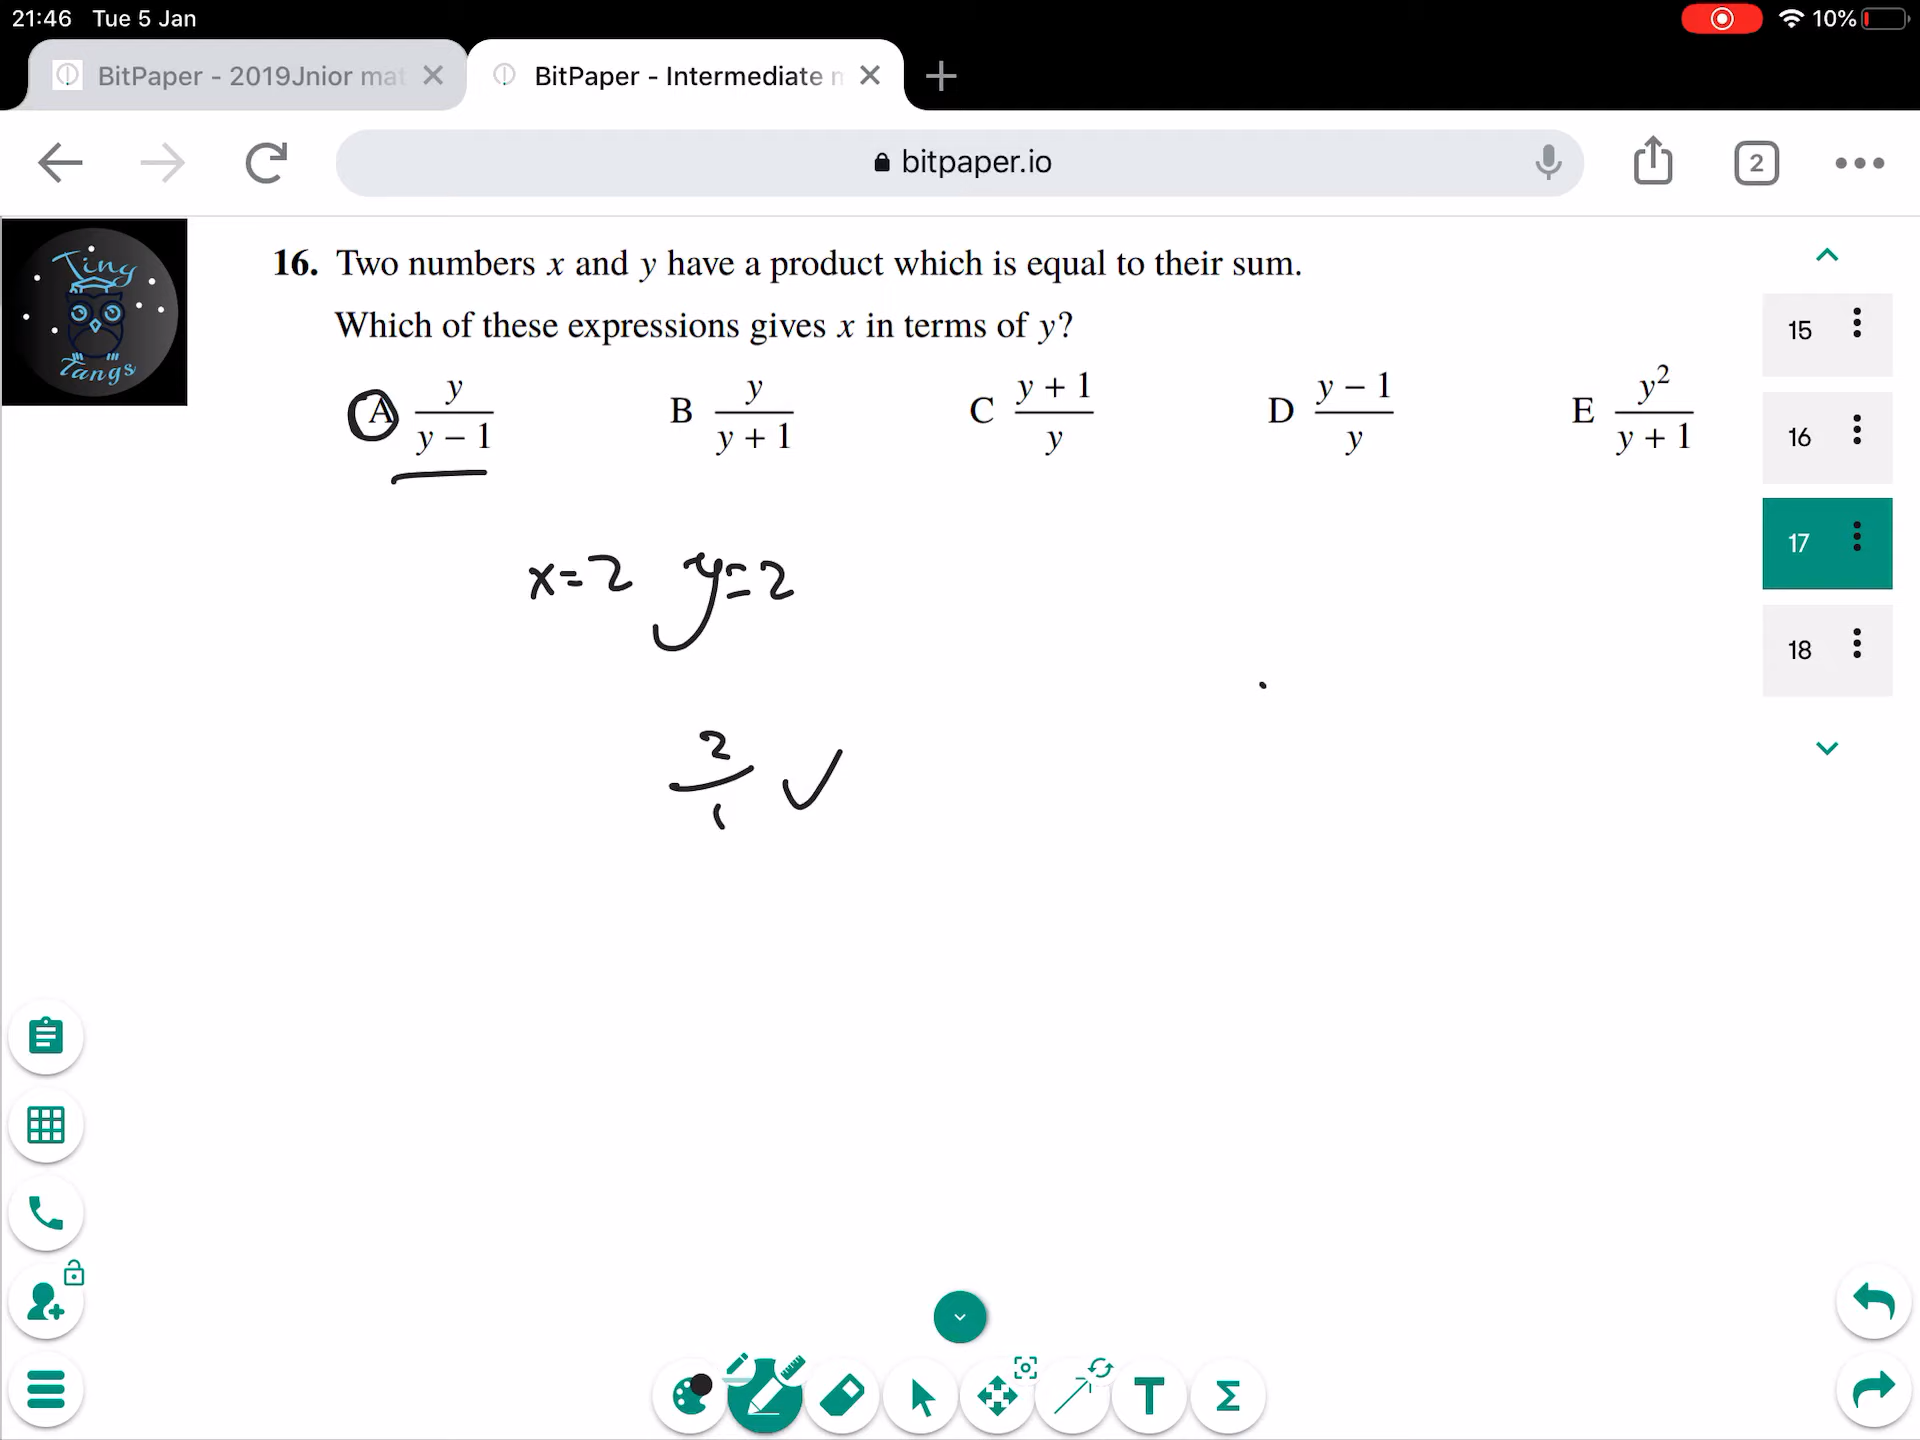 21:46 Tue 5 Jan
10%
BitPaper - 2019Jnior mat
BitPaper - Intermediate n
bitpaper.io
2
Tiny
Tangs
16. Two numbers x and y have a product which is equal to their sum.
Which of these expressions gives x in terms of y?
A y/(y − 1) B y/(y + 1) C (y + 1)/y D (y − 1)/y E y²/(y + 1)
x=2 y=2
2/1 ✓
15
16
17
18
T
Σ